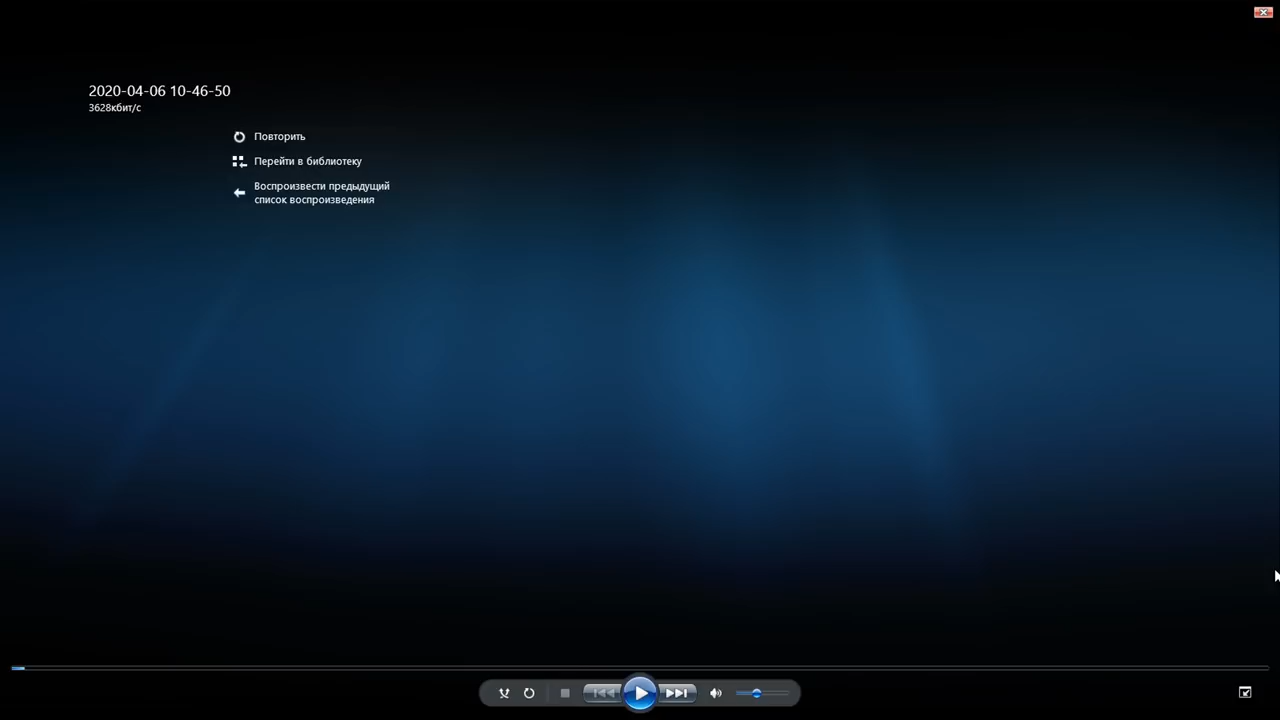 2020-04-06 10-46-50
3628кбит/с
Повторить
Перейти в библиотеку
Воспроизвести предыдущий
список воспроизведения